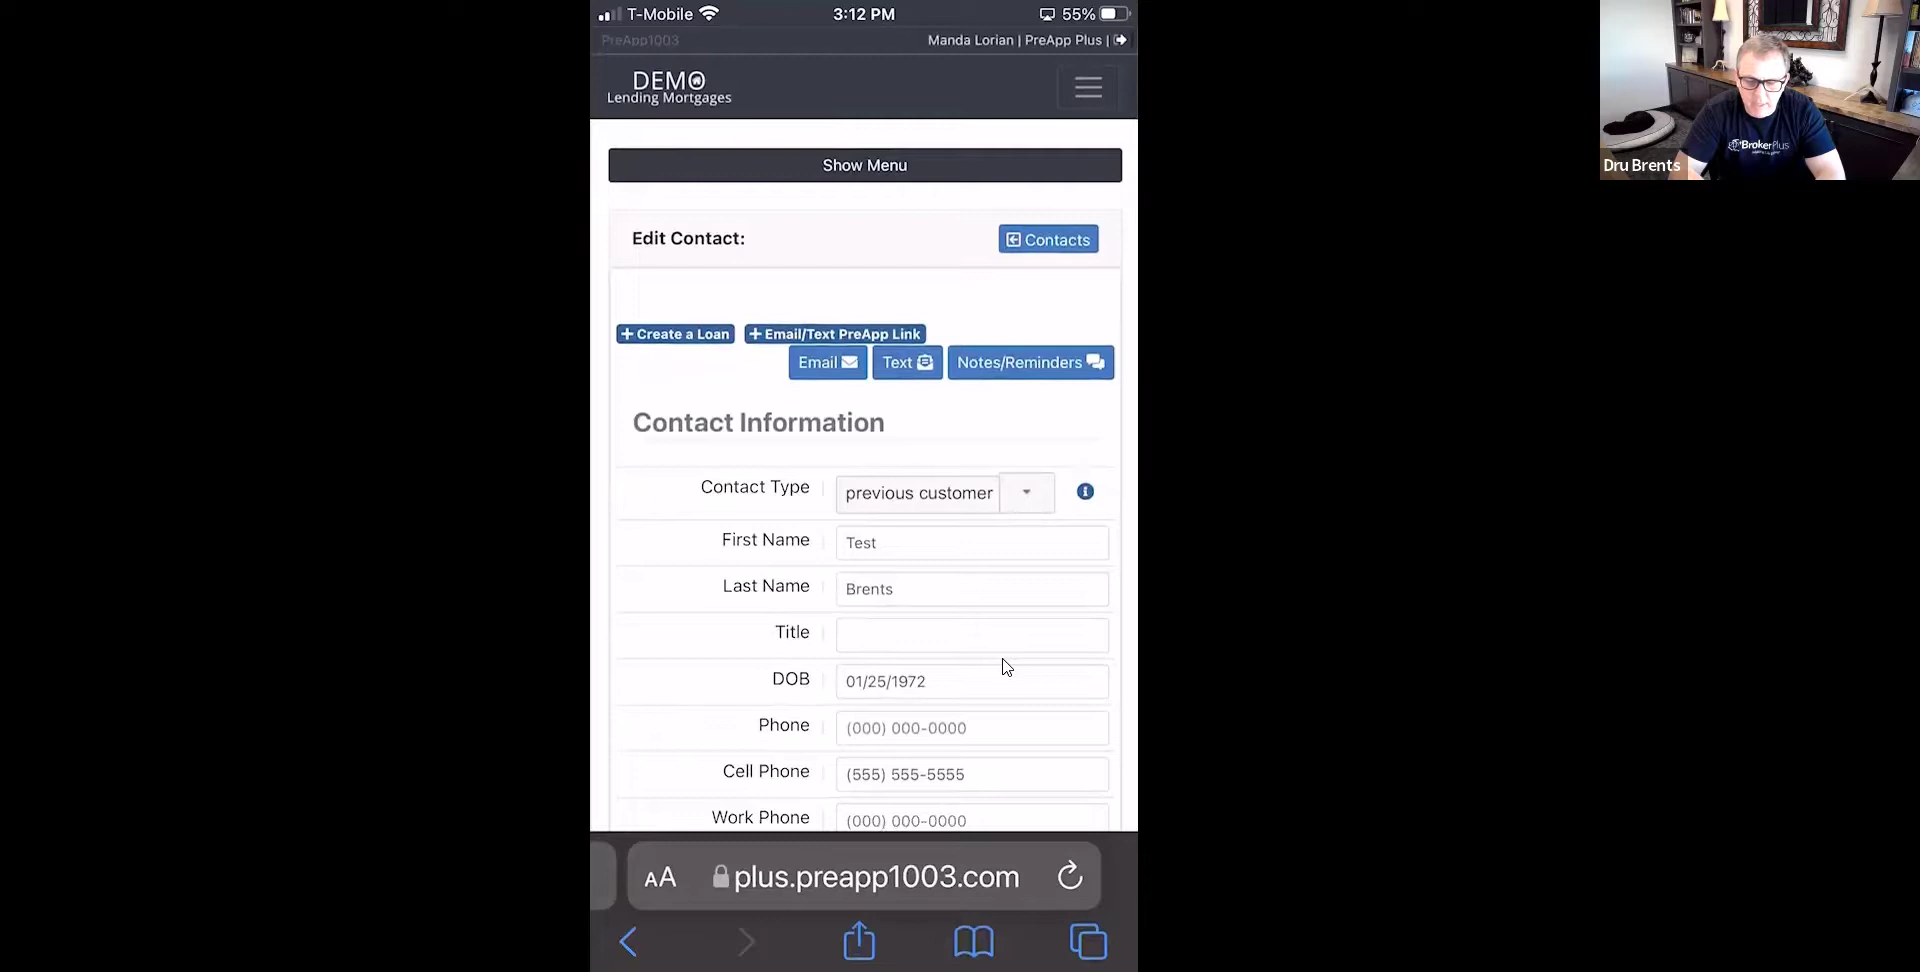 T-Mobile 3:12 PM 55%
PreApp1003 Manda Lorian | PreApp Plus |
DEMO
Lending Mortgages
Show Menu
Edit Contact: Contacts
+ Create a Loan + Email/Text PreApp Link
Email Text Notes/Reminders
Contact Information
Contact Type previous customer
First Name Test
Last Name Brents
Title
DOB 01/25/1972
Phone (000) 000-0000
Cell Phone (555) 555-5555
Work Phone (000) 000-0000
AA plus.preapp1003.com
BrokerPlus
Dru Brents